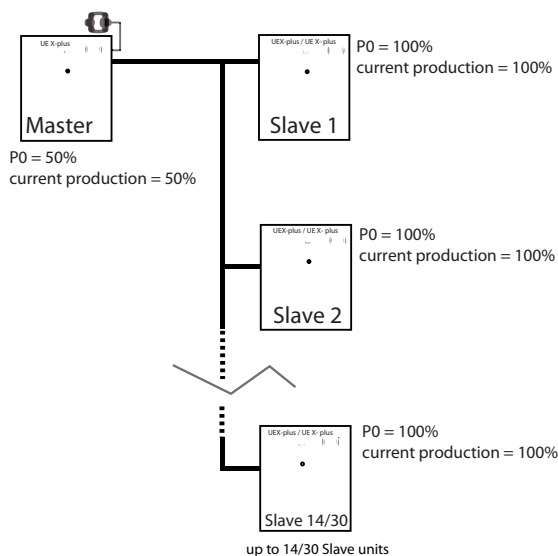 UE X-plus
Master
P0 = 50%
current production = 50%
UEX-plus / UE X- plus
Slave 1
P0 = 100%
current production = 100%
UEX-plus / UE X- plus
Slave 2
P0 = 100%
current production = 100%
UEX-plus / UE X- plus
Slave 14/30
P0 = 100%
current production = 100%
up to 14/30 Slave units